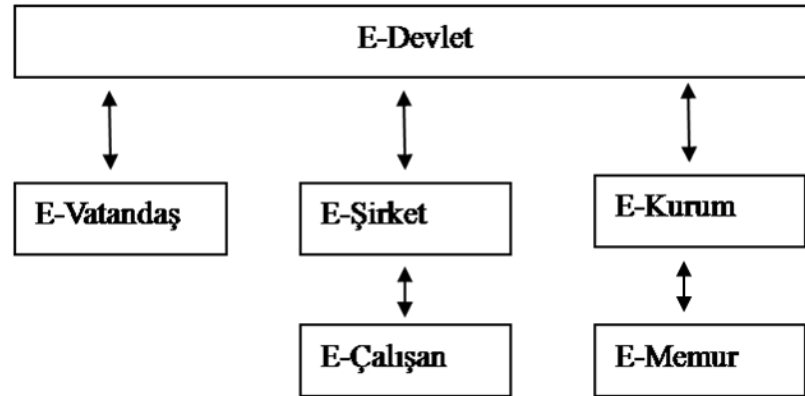 E-Devlet
E-Vatandaş
E-Şirket
E-Kurum
E-Çalışan
E-Memur